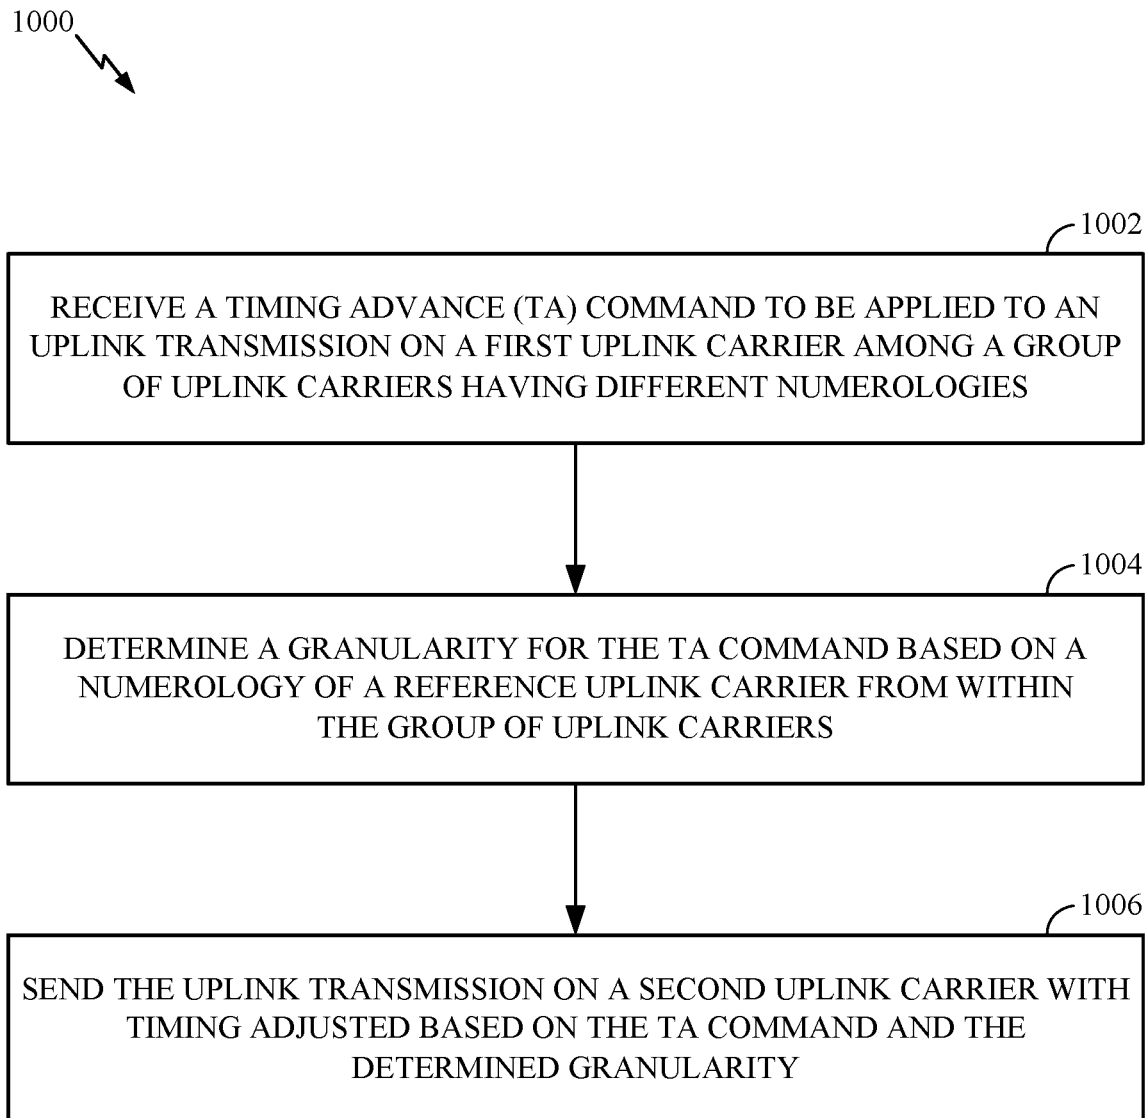 1000
1002
RECEIVE A TIMING ADVANCE (TA) COMMAND TO BE APPLIED TO AN
UPLINK TRANSMISSION ON A FIRST UPLINK CARRIER AMONG A GROUP
OF UPLINK CARRIERS HAVING DIFFERENT NUMEROLOGIES
1004
DETERMINE A GRANULARITY FOR THE TA COMMAND BASED ON A
NUMEROLOGY OF A REFERENCE UPLINK CARRIER FROM WITHIN
THE GROUP OF UPLINK CARRIERS
1006
SEND THE UPLINK TRANSMISSION ON A SECOND UPLINK CARRIER WITH
TIMING ADJUSTED BASED ON THE TA COMMAND AND THE
DETERMINED GRANULARITY